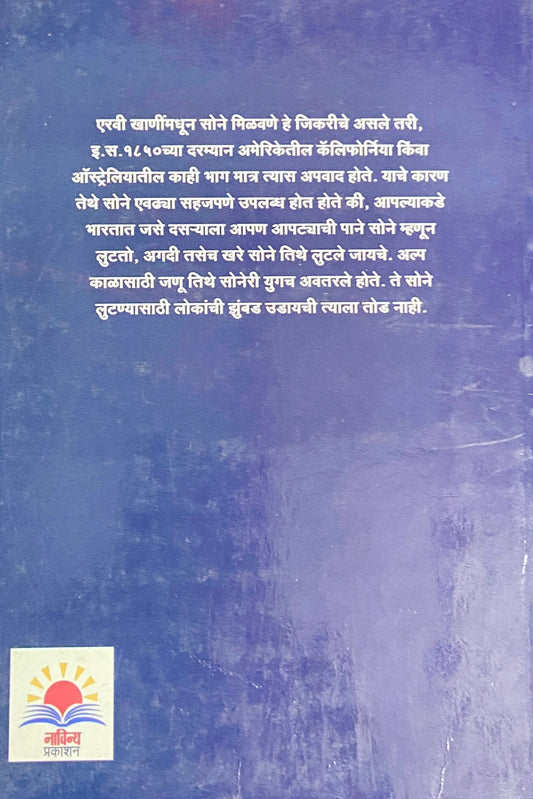 एरवी खाणींमधून सोने मिळवणे हे जिकरीचे असले तरी,
इ.स.१८५०च्या दरम्यान अमेरिकेतील कॅलिफोर्निया किंवा
ऑस्ट्रेलियातील काही भाग मात्र त्यास अपवाद होते. याचे कारण
तेथे सोने एवढ्या सहजपणे उपलब्ध होत होते की, आपल्याकडे
भारतात जसे दसऱ्याला आपण आपट्याची पाने सोने म्हणून
लुटतो, अगदी तसेच खरे सोने तिथे लुटले जायचे. अल्प
काळासाठी जणू तिथे सोनेरी युगच अवतरले होते. ते सोने
लुटण्यासाठी लोकांची झुंबड उडायची त्याला तोड नाही.
नाविन्य
प्रकाशन